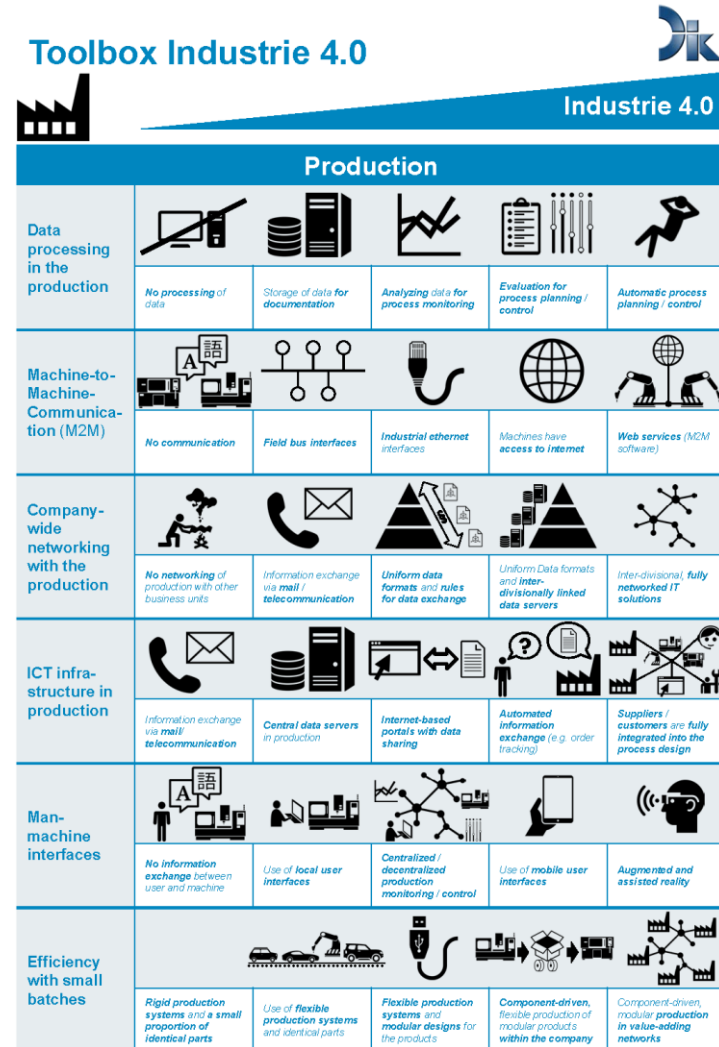 Toolbox Industrie 4.0
Dik
Industrie 4.0
Production
Data
processing
in the
production
No processing of
data
Storage of data for
documentation
Analyzing data for
process monitoring
Evaluation for
process planning /
control
Automatic process
planning / control
Machine-to-
Machine-
Communica-
tion (M2M)
A
語
No communication
Field bus interfaces
Industrial ethernet
interfaces
Machines have
access to internet
Web services (M2M
software)
Company-
wide
networking
with the
production
No networking of
production with other
business units
Information exchange
via mail /
telecommunication
Uniform data
formats and rules
for data exchange
Uniform Data formats
and inter-
divisionally linked
data servers
Inter-divisional, fully
networked IT
solutions
ICT infra-
structure in
production
?
Information exchange
via mail/
telecommunication
Central data servers
in production
Internet-based
portals with data
sharing
Automated
information
exchange (e.g. order
tracking)
Suppliers /
customers are fully
integrated into the
process design
Man-
machine
interfaces
A
語
No information
exchange between
user and machine
Use of local user
interfaces
Centralized /
decentralized
production
monitoring / control
Use of mobile user
interfaces
Augmented and
assisted reality
Efficiency
with small
batches
Rigid production
systems and a small
proportion of
identical parts
Use of flexible
production systems
and identical parts
Flexible production
systems and
modular designs for
the products
Component-driven,
flexible production of
modular products
within the company
Component-driven,
modular production
in value-adding
networks